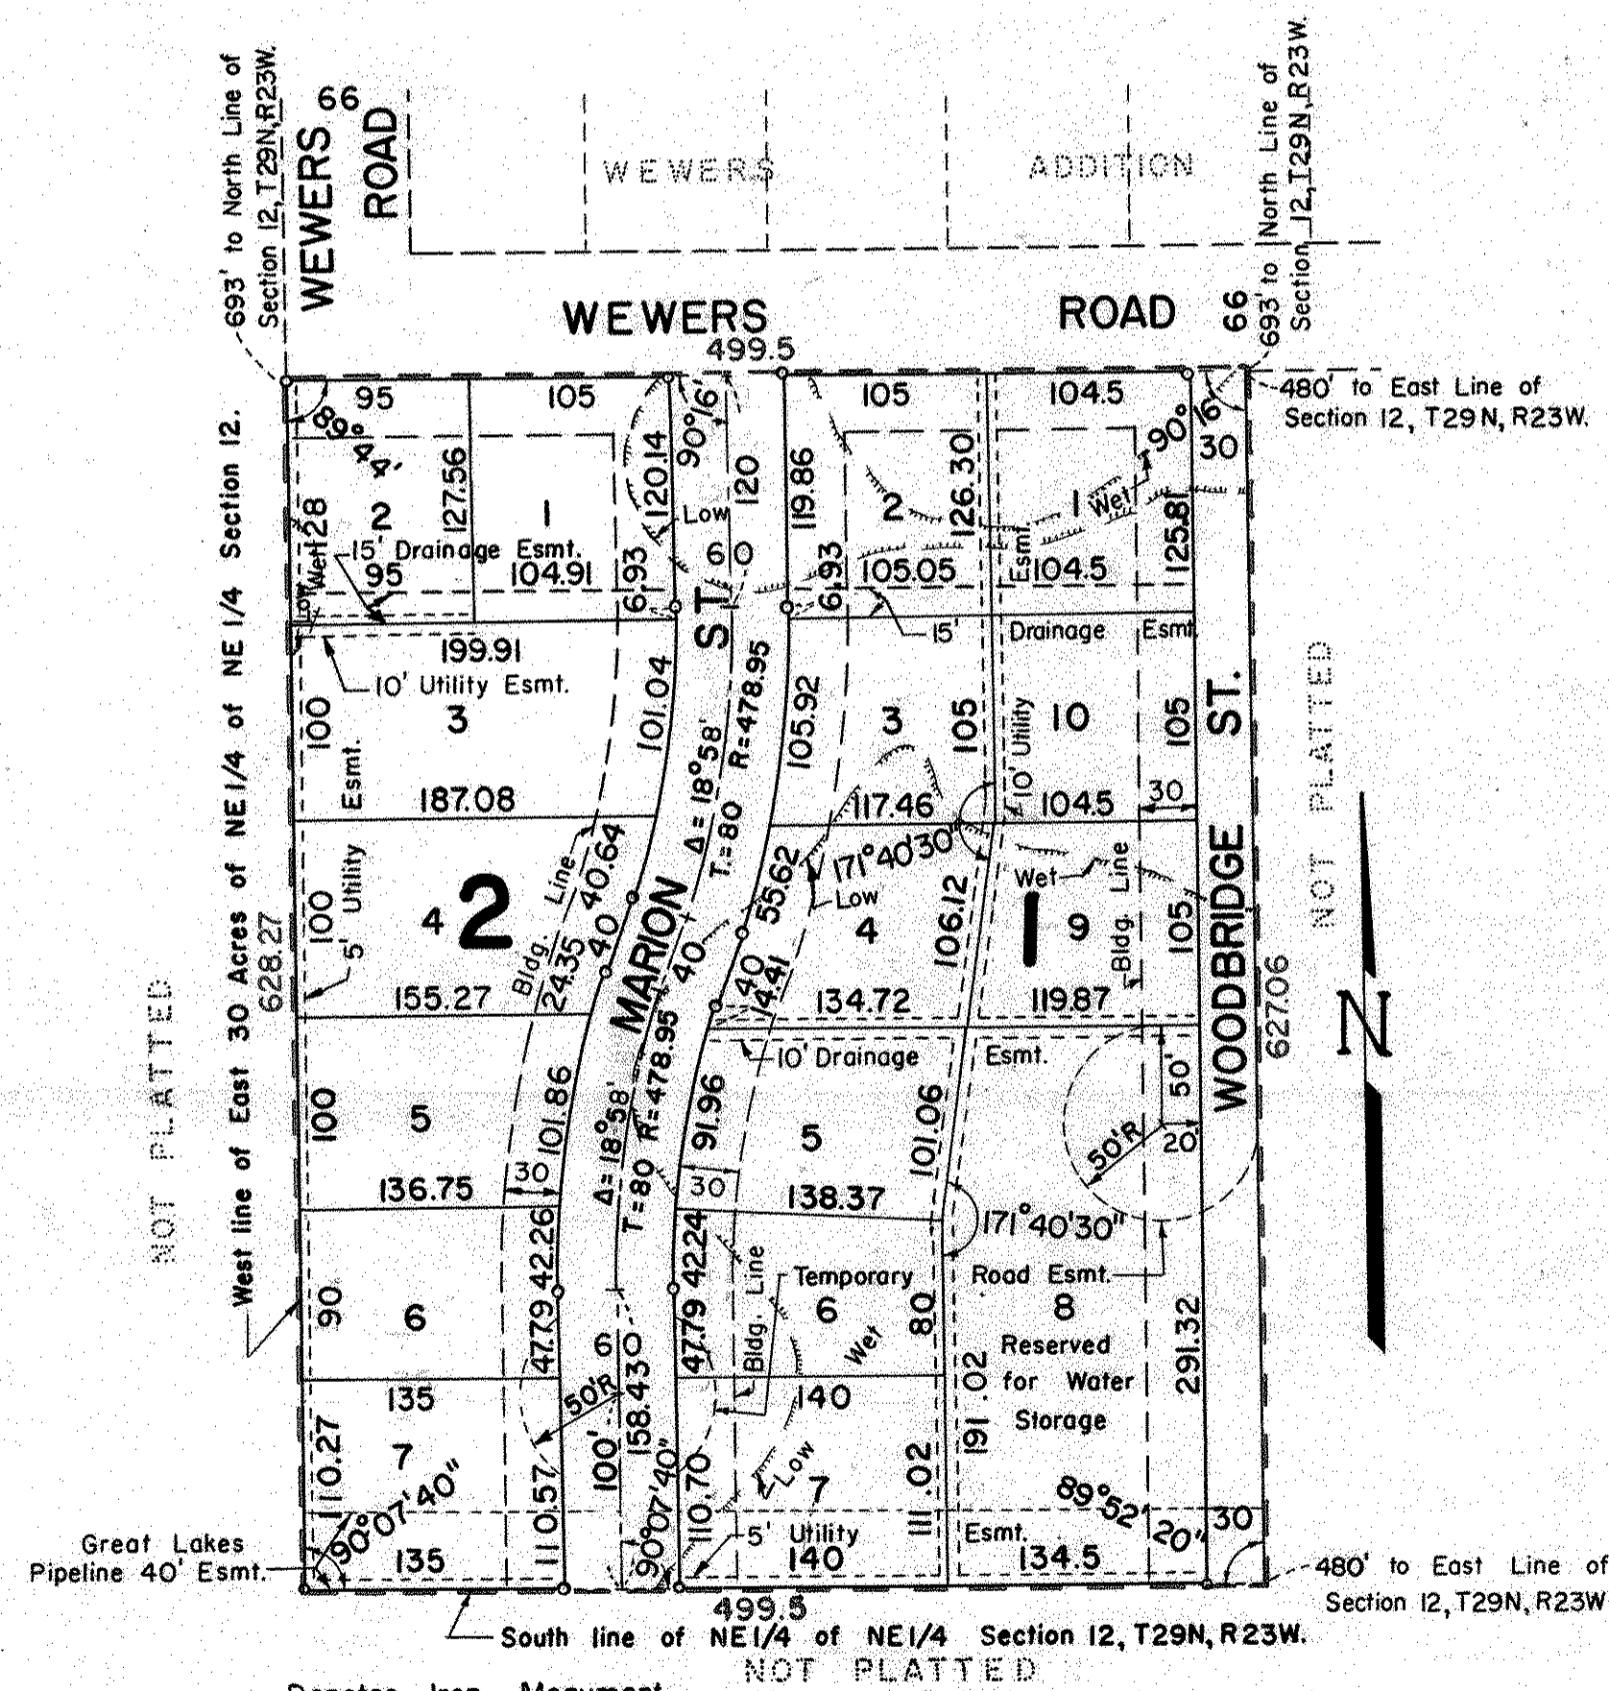 693' to North Line of
Section 12, T29N, R23W.
WEWERS
ROAD
66
WEWERS ADDITION
693' to North Line of
Section 12, T29N, R23W.
66
WEWERS ROAD
499.5
480' to East Line of
Section 12, T29N, R23W.
95
105
105
104.5
89° 44'
90°16'
90° 16'
30
128
2
127.56
1
120.14
120
119.86
2
126.30
1
Wet
125.81
Low
Wet
Low
15' Drainage Esmt.
95
104.91
6.93
60
6.93
105.05
Esmt.
104.5
199.91
10' Utility Esmt.
15' Drainage Esmt.
ST.
100
3
101.04
Δ= 18°58'
R=478.95
T.=80
105.92
3
105
10' Utility
10
105
Esmt.
187.08
117.46
104.5
30
West line of East 30 Acres of NE1/4 of NE 1/4 Section 12.
628.27
NOT PLATTED
100
5' Utility
4
2
Bldg. Line
40.64
24.35
40
MARION
40
40
55.62
14.41
171°40'30"
Low
4
106.12
1
Wet
9
Bldg. Line
105
155.27
134.72
119.87
WOODBRIDGE ST.
627.06
NOT PLATTED
N
10' Drainage Esmt.
100
5
101.86
Δ= 18°58'
R=478.95
T=80
91.96
5
101.06
50'
50'R
20'
136.75
30
30
138.37
171°40'30"
90
6
42.26
47.79
42.24
47.79
Bldg. Line
Temporary
6
Wet
80
Road Esmt.
8
Reserved
for Water
Storage
291.32
191.02
60
158.43
50'R
100'
135
140
110.27
7
90°07'40"
110.57
90°07'40"
110.70
Low
7
111.02
89°52'
20'
30
Great Lakes
Pipeline 40' Esmt.
135
5' Utility Esmt.
140
134.5
480' to East Line of
Section 12, T29N, R23W
499.5
South line of NE1/4 of NE1/4 Section 12, T29N, R23W.
NOT PLATTED
Denotes Iron Monument